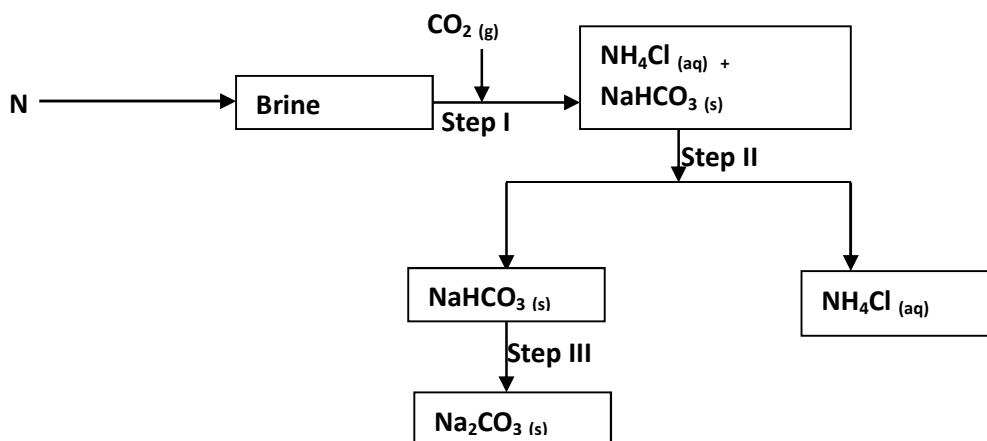 CO₂ (g)
NH₄Cl (aq) +
NaHCO₃ (s)
N
Brine
Step I
Step II
NaHCO₃ (s)
NH₄Cl (aq)
Step III
Na₂CO₃ (s)